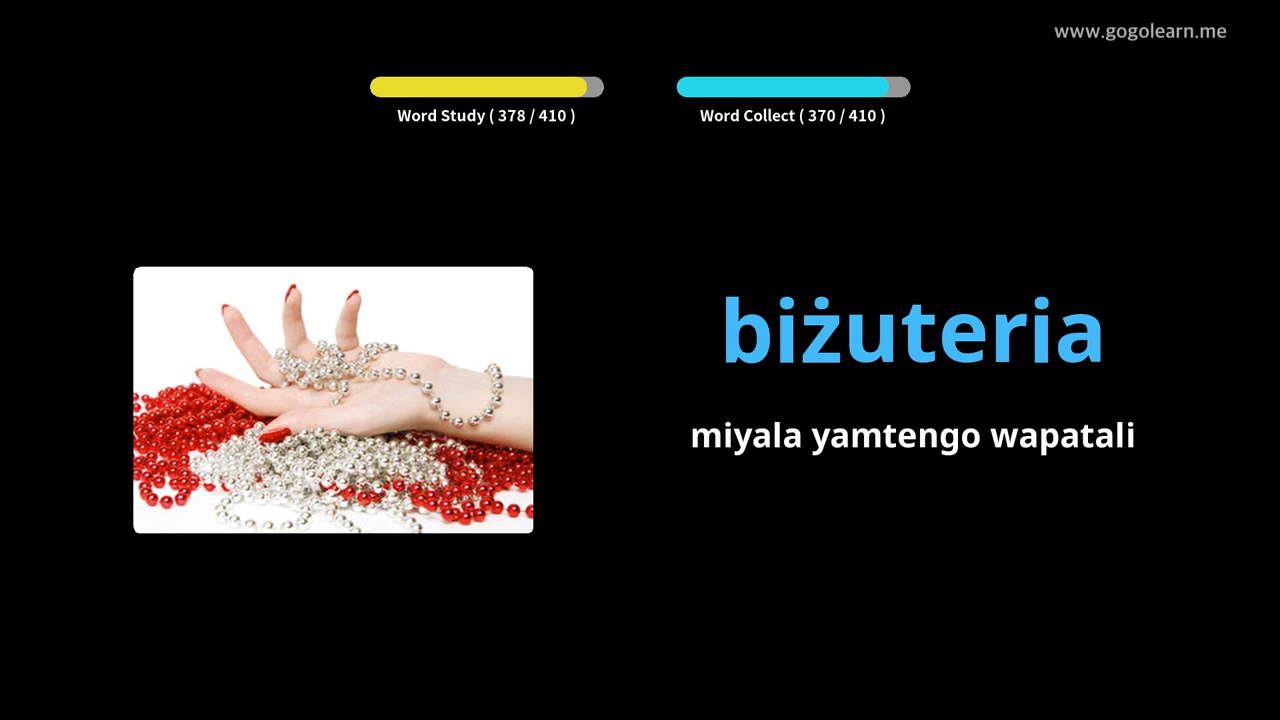 www.gogolearn.me
Word Study ( 378 / 410 )
Word Collect ( 370 / 410 )
biżuteria
miyala yamtengo wapatali